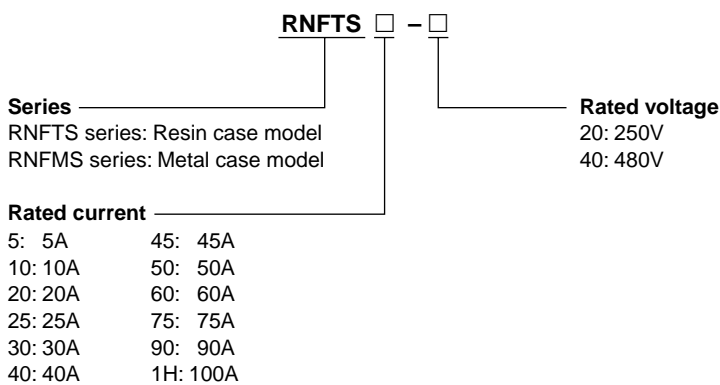 RNFTS □ – □
Series
RNFTS series: Resin case model
RNFMS series: Metal case model
Rated voltage
20: 250V
40: 480V
Rated current
5: 5A
10: 10A
20: 20A
25: 25A
30: 30A
40: 40A
45: 45A
50: 50A
60: 60A
75: 75A
90: 90A
1H: 100A